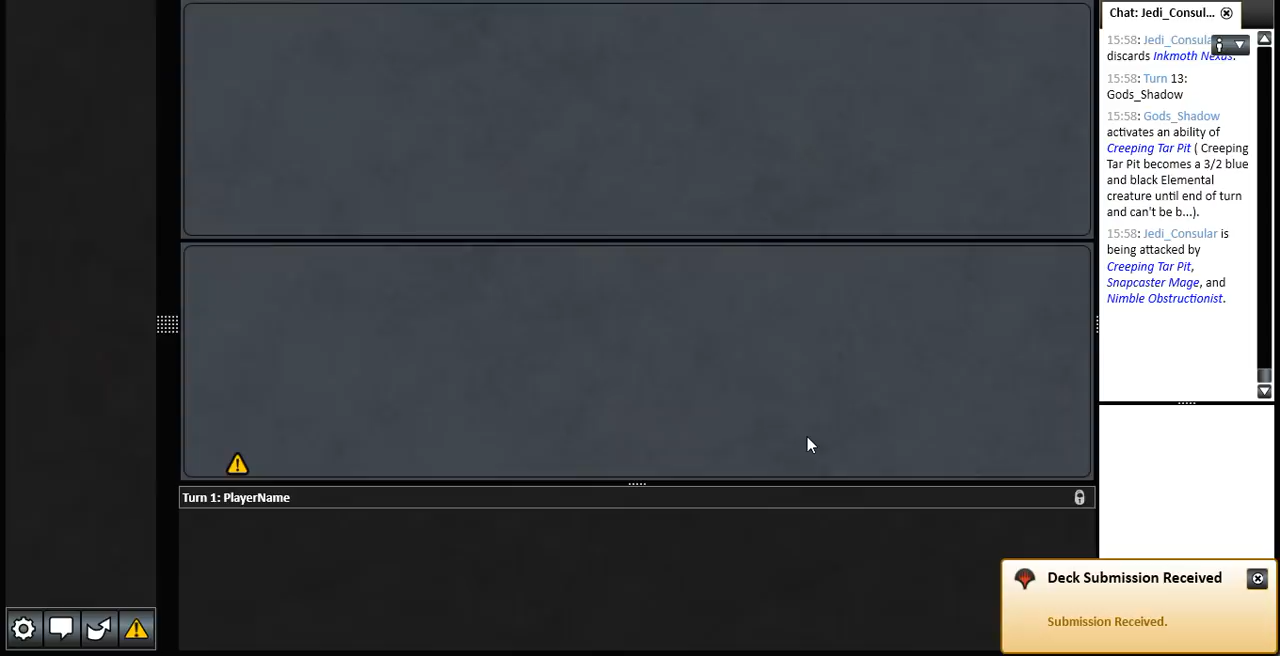 Chat: Jedi_Consul...
15:58: Jedi_Consula
discards Inkmoth Nexus.
15:58: Turn 13:
Gods_Shadow
15:58: Gods_Shadow
activates an ability of
Creeping Tar Pit ( Creeping
Tar Pit becomes a 3/2 blue
and black Elemental
creature until end of turn
and can't be b...).
15:58: Jedi_Consular is
being attacked by
Creeping Tar Pit,
Snapcaster Mage, and
Nimble Obstructionist.
Turn 1: PlayerName
Deck Submission Received
Submission Received.